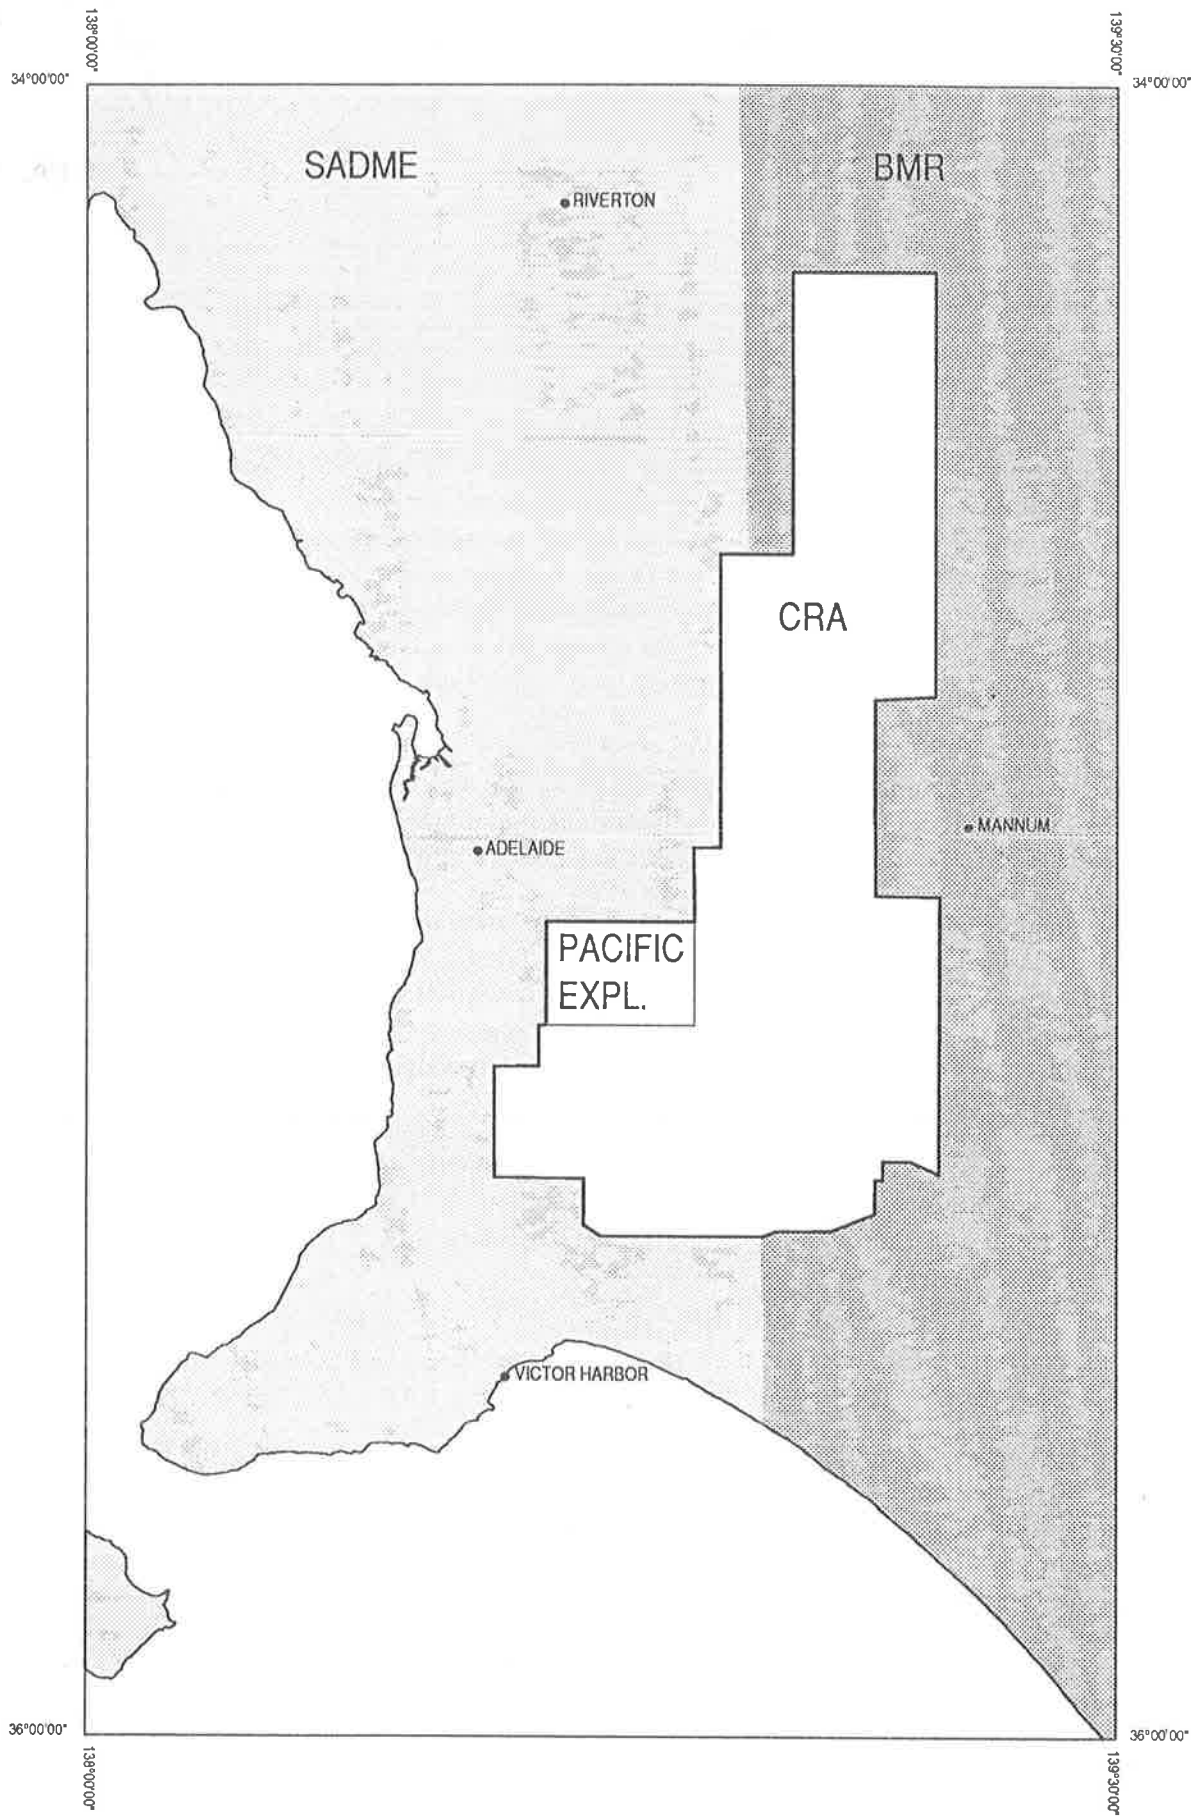 138°00'00"
139°30'00"
34°00'00"
34°00'00"
SADME
BMR
RIVERTON
CRA
MANNUM
ADELAIDE
PACIFIC
EXPL.
VICTOR HARBOR
36°00'00"
36°00'00"
138°00'00"
139°30'00"